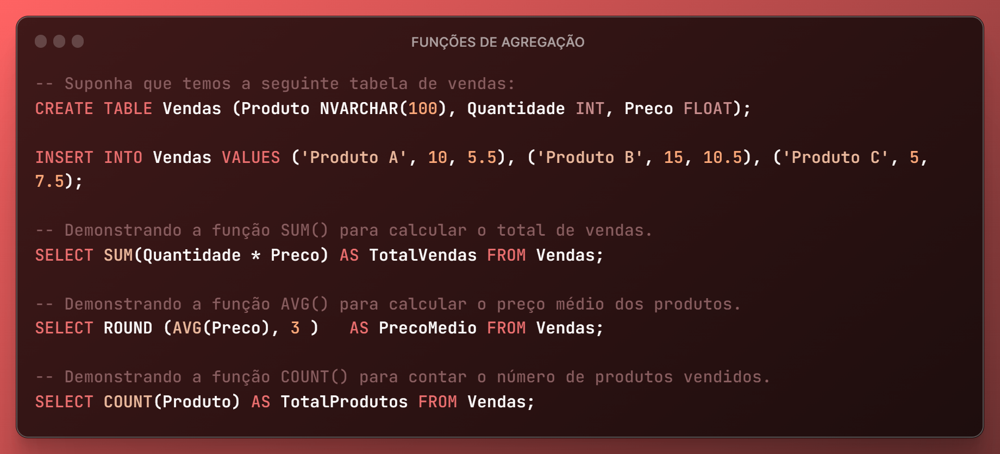 FUNÇÕES DE AGREGAÇÃO
-- Suponha que temos a seguinte tabela de vendas:
CREATE TABLE Vendas (Produto NVARCHAR(100), Quantidade INT, Preco FLOAT);
INSERT INTO Vendas VALUES ('Produto A', 10, 5.5), ('Produto B', 15, 10.5), ('Produto C', 5,
7.5);
-- Demonstrando a função SUM() para calcular o total de vendas.
SELECT SUM(Quantidade * Preco) AS TotalVendas FROM Vendas;
-- Demonstrando a função AVG() para calcular o preço médio dos produtos.
SELECT ROUND (AVG(Preco), 3 )   AS PrecoMedio FROM Vendas;
-- Demonstrando a função COUNT() para contar o número de produtos vendidos.
SELECT COUNT(Produto) AS TotalProdutos FROM Vendas;